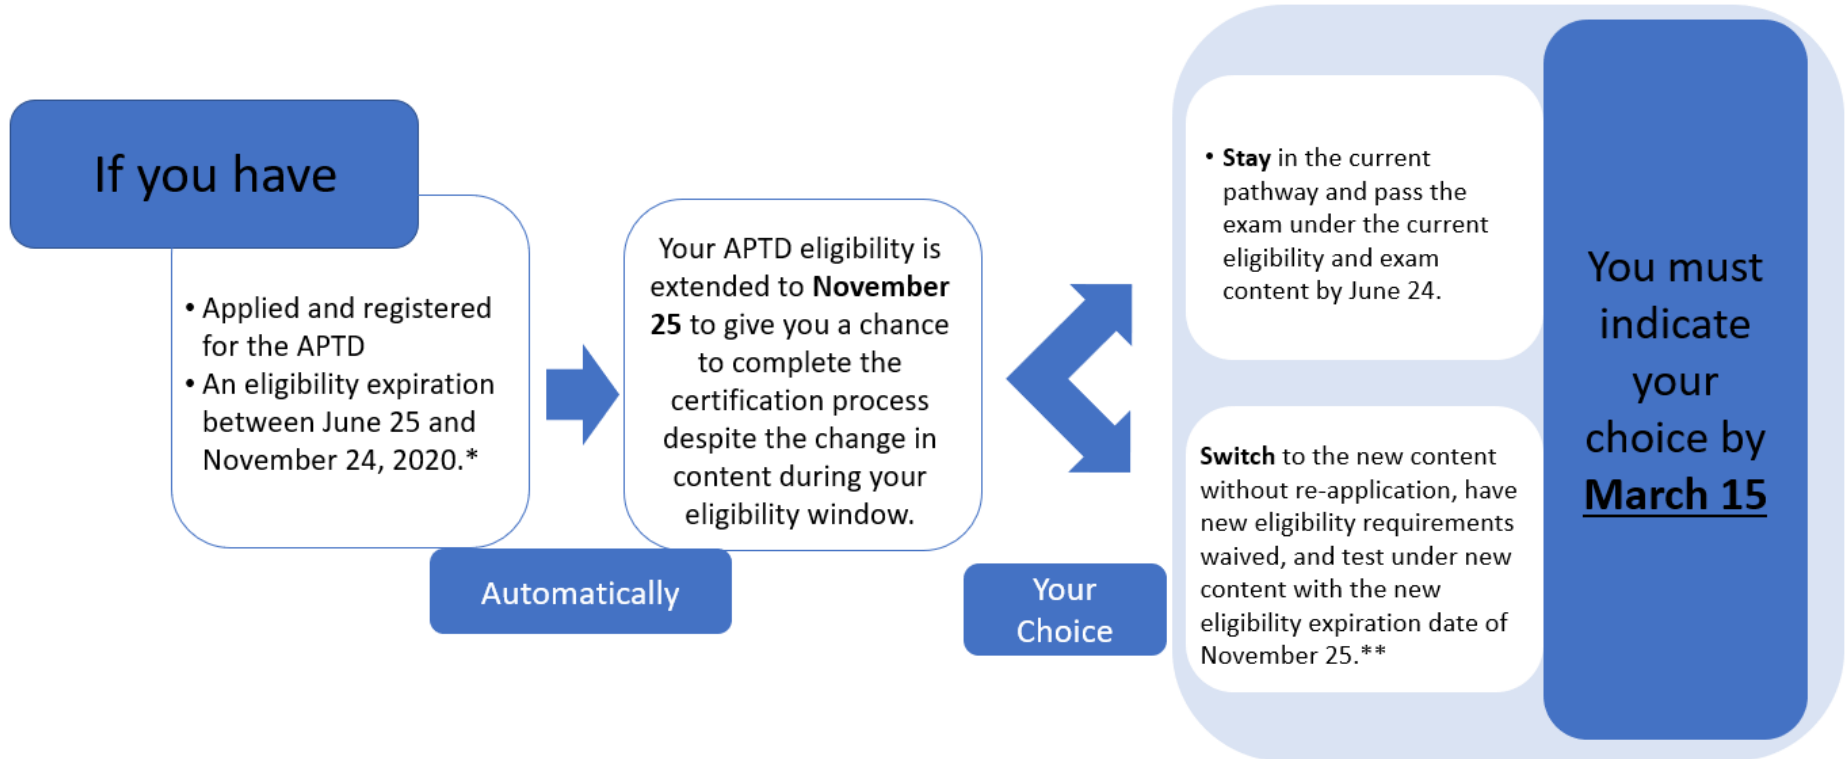 If you have
• Applied and registered
for the APTD
• An eligibility expiration
between June 25 and
November 24, 2020.*
Automatically
Your APTD eligibility is
extended to November
25 to give you a chance
to complete the
certification process
despite the change in
content during your
eligibility window.
Your
Choice
• Stay in the current
pathway and pass the
exam under the current
eligibility and exam
content by June 24.
Switch to the new content
without re-application, have
new eligibility requirements
waived, and test under new
content with the new
eligibility expiration date of
November 25.**
You must
indicate
your
choice by
March 15